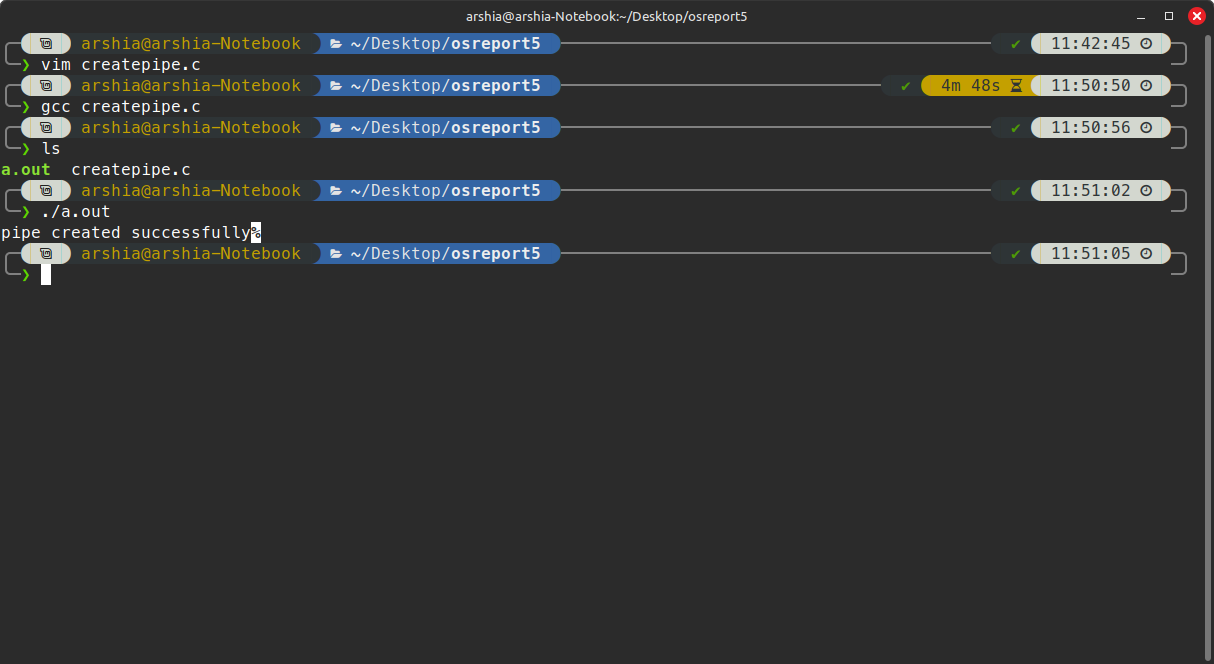 arshia@arshia-Notebook:~/Desktop/osreport5
arshia@arshia-Notebook ~/Desktop/osreport5 ✔ 11:42:45
❯ vim createpipe.c
arshia@arshia-Notebook ~/Desktop/osreport5 ✔ 4m 48s 11:50:50
❯ gcc createpipe.c
arshia@arshia-Notebook ~/Desktop/osreport5 ✔ 11:50:56
❯ ls
a.out createpipe.c
arshia@arshia-Notebook ~/Desktop/osreport5 ✔ 11:51:02
❯ ./a.out
pipe created successfully%
arshia@arshia-Notebook ~/Desktop/osreport5 ✔ 11:51:05
❯